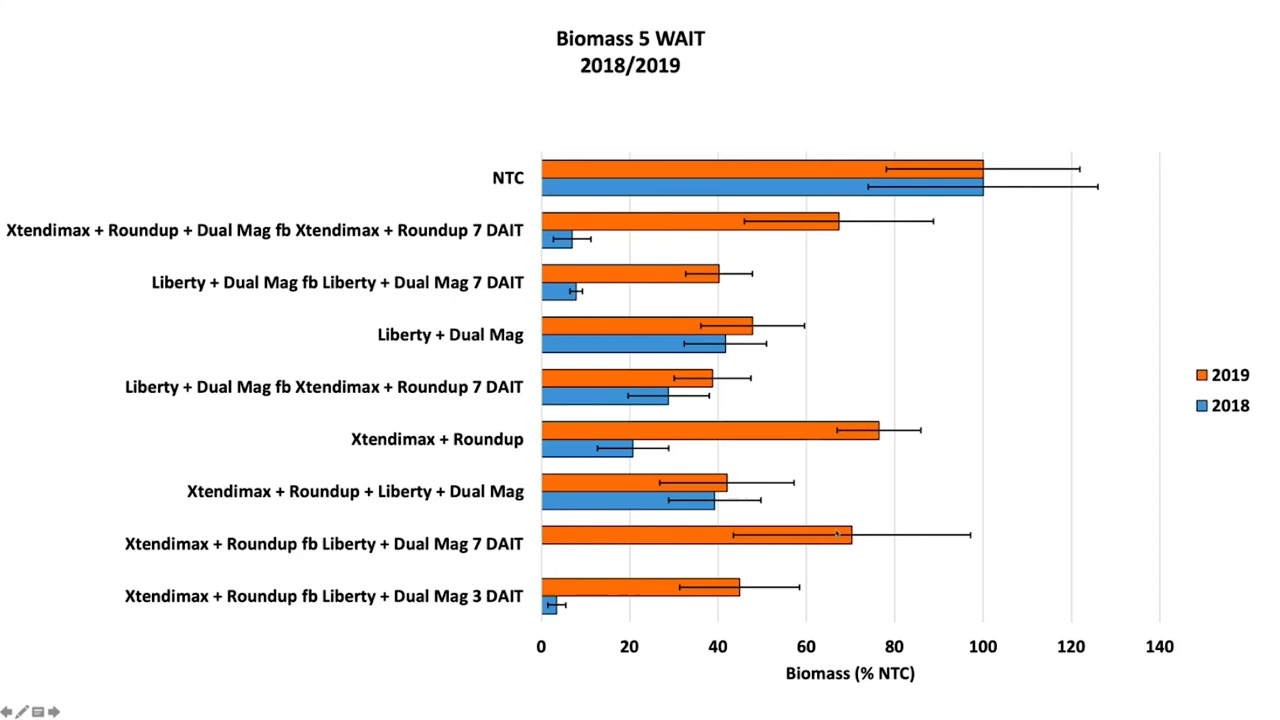 Biomass 5 WAIT
2018/2019
NTC
Xtendimax + Roundup + Dual Mag fb Xtendimax + Roundup 7 DAIT
Liberty + Dual Mag fb Liberty + Dual Mag 7 DAIT
Liberty + Dual Mag
Liberty + Dual Mag fb Xtendimax + Roundup 7 DAIT
Xtendimax + Roundup
Xtendimax + Roundup + Liberty + Dual Mag
Xtendimax + Roundup fb Liberty + Dual Mag 7 DAIT
Xtendimax + Roundup fb Liberty + Dual Mag 3 DAIT
0 20 40 60 80 100 120 140
Biomass (% NTC)
2019
2018